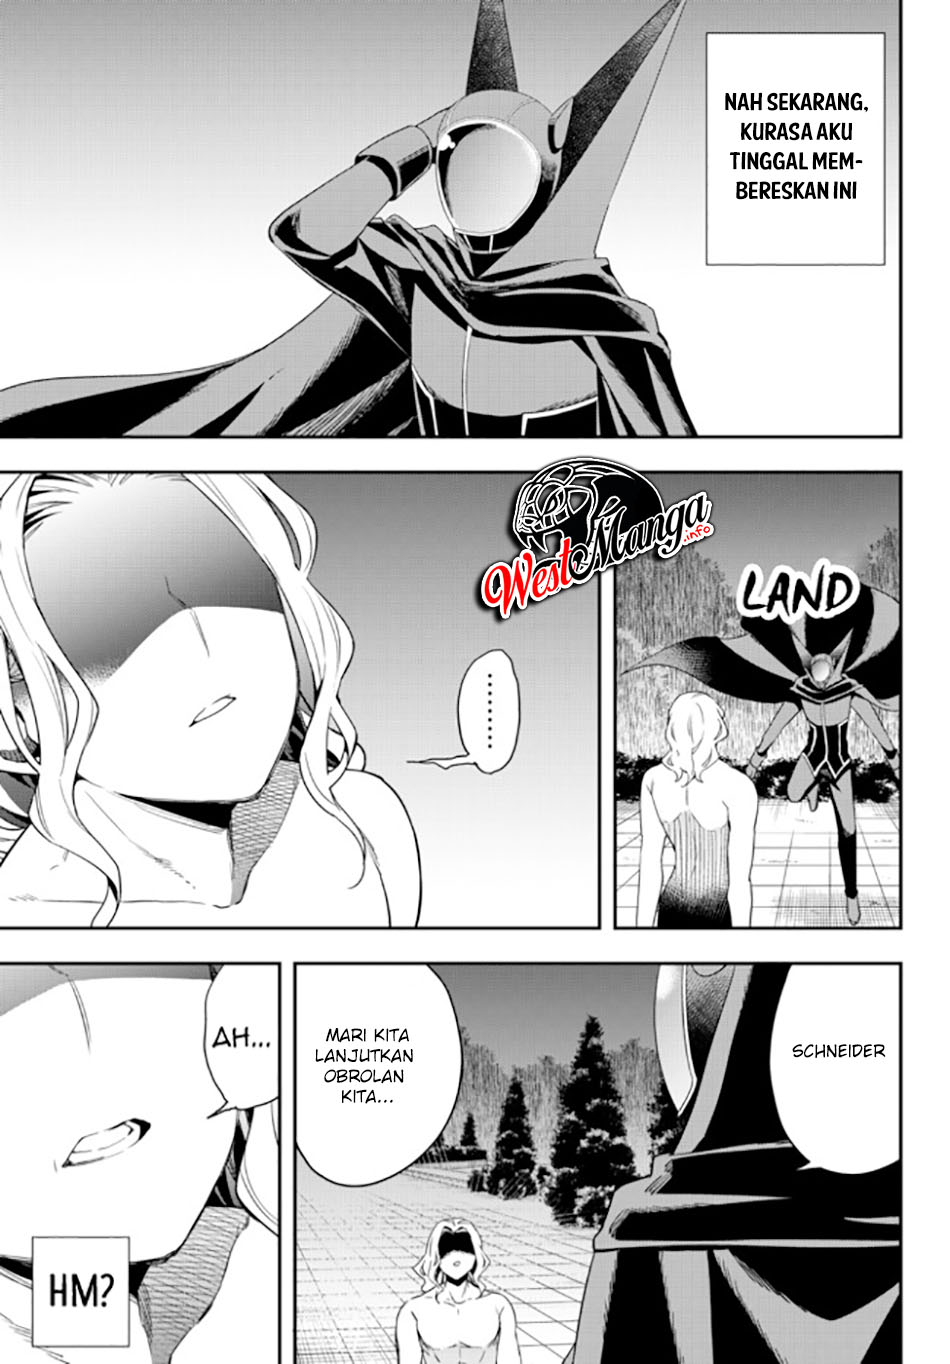 NAH SEKARANG,
KURASA AKU
TINGGAL MEM-
BERESKAN INI
WestManga
.info
LAND
.........
SCHNEIDER
MARI KITA
LANJUTKAN
OBROLAN
KITA...
AH...
HM?